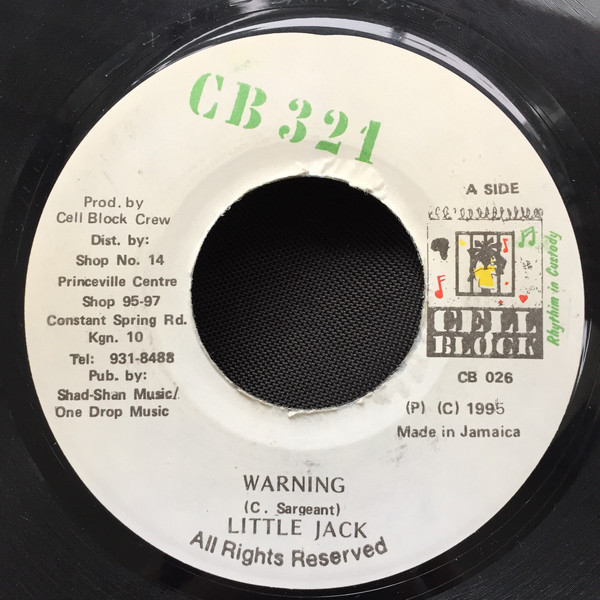 CB 321
Prod. by
Cell Block Crew
Dist. by:
Shop No. 14
Princeville Centre
Shop 95-97
Constant Spring Rd.
Kgn. 10
Tel: 931-8488
Pub. by:
Shad-Shan Music/
One Drop Music
A SIDE
Rhythim in Custody
CELL
BLOCK
CB 026
(P) (C) 1995
Made in Jamaica
WARNING
(C. Sargeant)
LITTLE JACK
All Rights Reserved